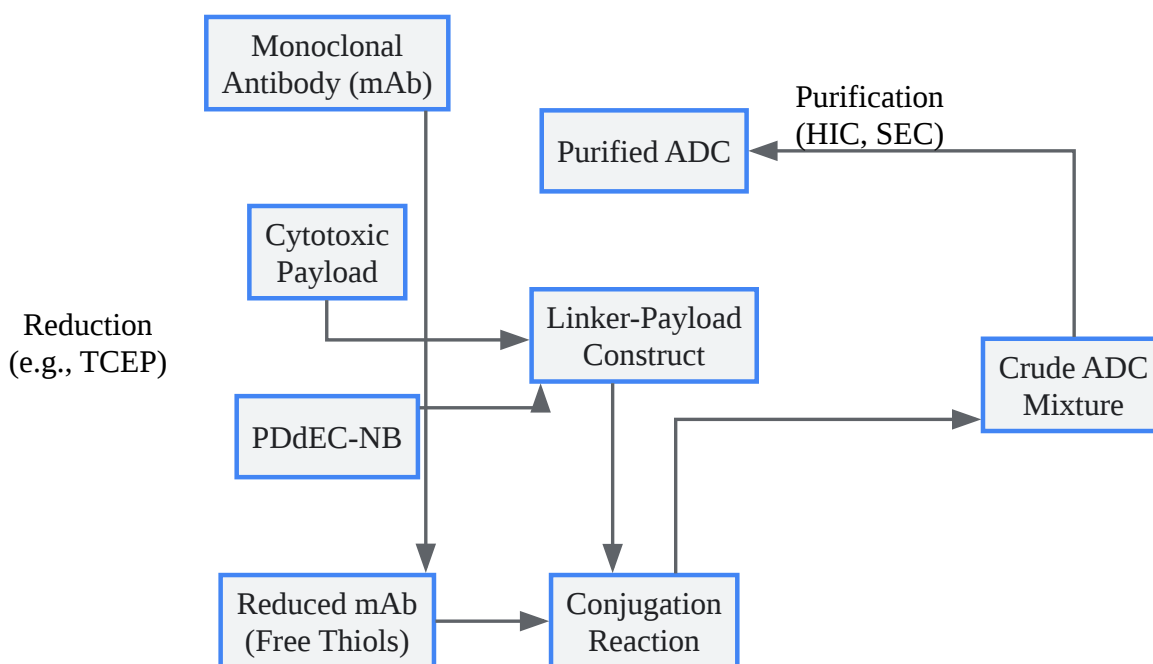 Monoclonal
Antibody (mAb)
Purification
(HIC, SEC)
Purified ADC
Cytotoxic
Payload
Reduction
(e.g., TCEP)
Linker-Payload
Construct
Crude ADC
Mixture
PDdEC-NB
Reduced mAb
(Free Thiols)
Conjugation
Reaction